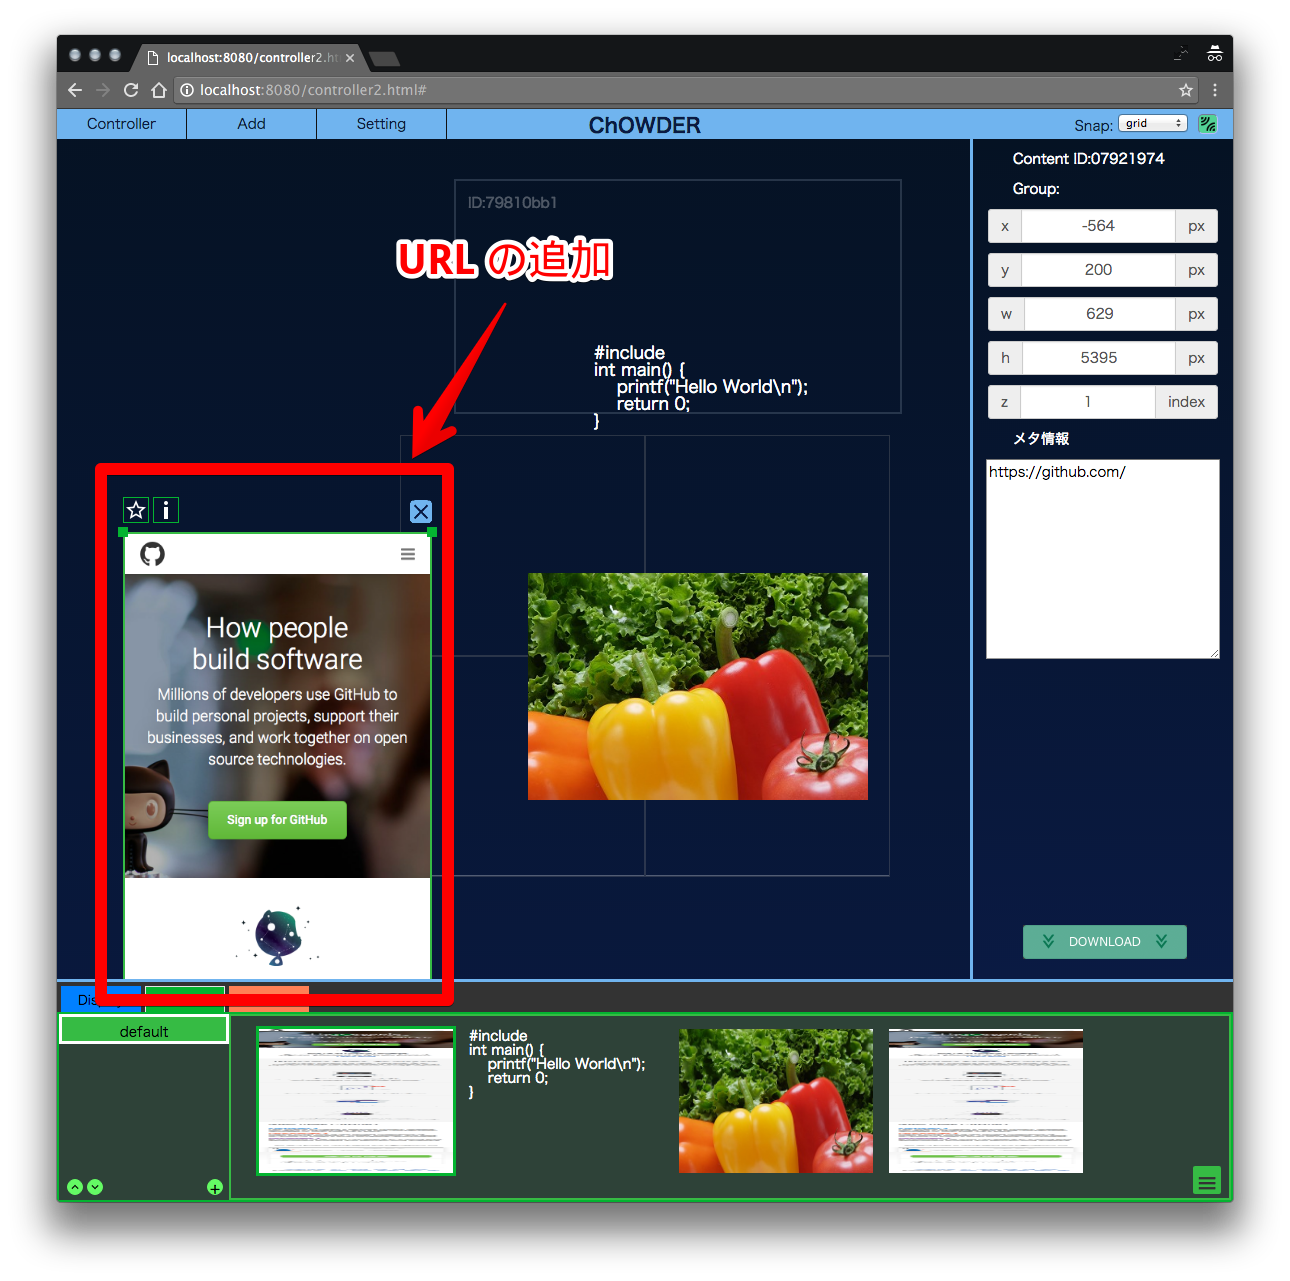 localhost:8080/controller2.ht
localhost:8080/controller2.html#
Controller
Add
Setting
ChOWDER
Snap:
grid
Content ID:07921974
Group:
x
-564
px
y
200
px
w
629
px
h
5395
px
z
1
index
メタ情報
https://github.com/
DOWNLOAD
ID:79810bb1
URL の追加
#include
int main() {
printf("Hello World\n");
return 0;
}
i
How people
build software
Millions of developers use GitHub to
build personal projects, support their
businesses, and work together on open
source technologies.
Sign up for GitHub
default
#include
int main() {
printf("Hello World\n");
return 0;
}